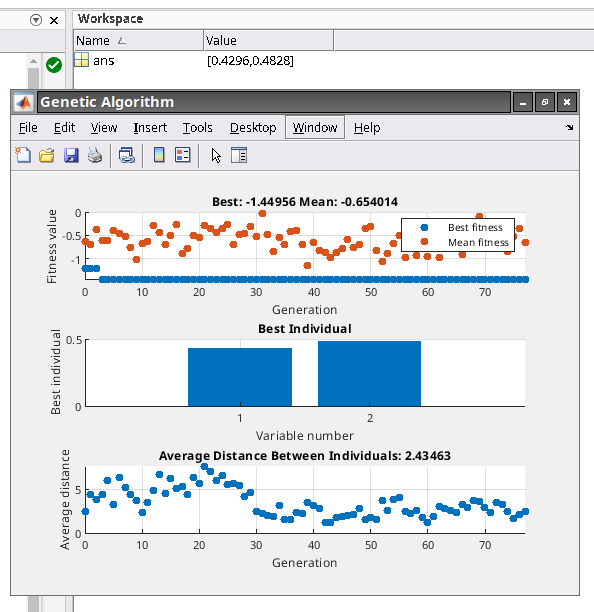 Workspace
Name Value
ans [0.4296,0.4828]
Genetic Algorithm
File Edit View Insert Tools Desktop Window Help
Best: -1.44956 Mean: -0.654014
Fitness value
0
-0.5
-1
Best fitness
Mean fitness
0 10 20 30 40 50 60 70
Generation
Best Individual
Best individual
0.5
0
1 2
Variable number
Average Distance Between Individuals: 2.43463
Average distance
5
0
0 10 20 30 40 50 60 70
Generation